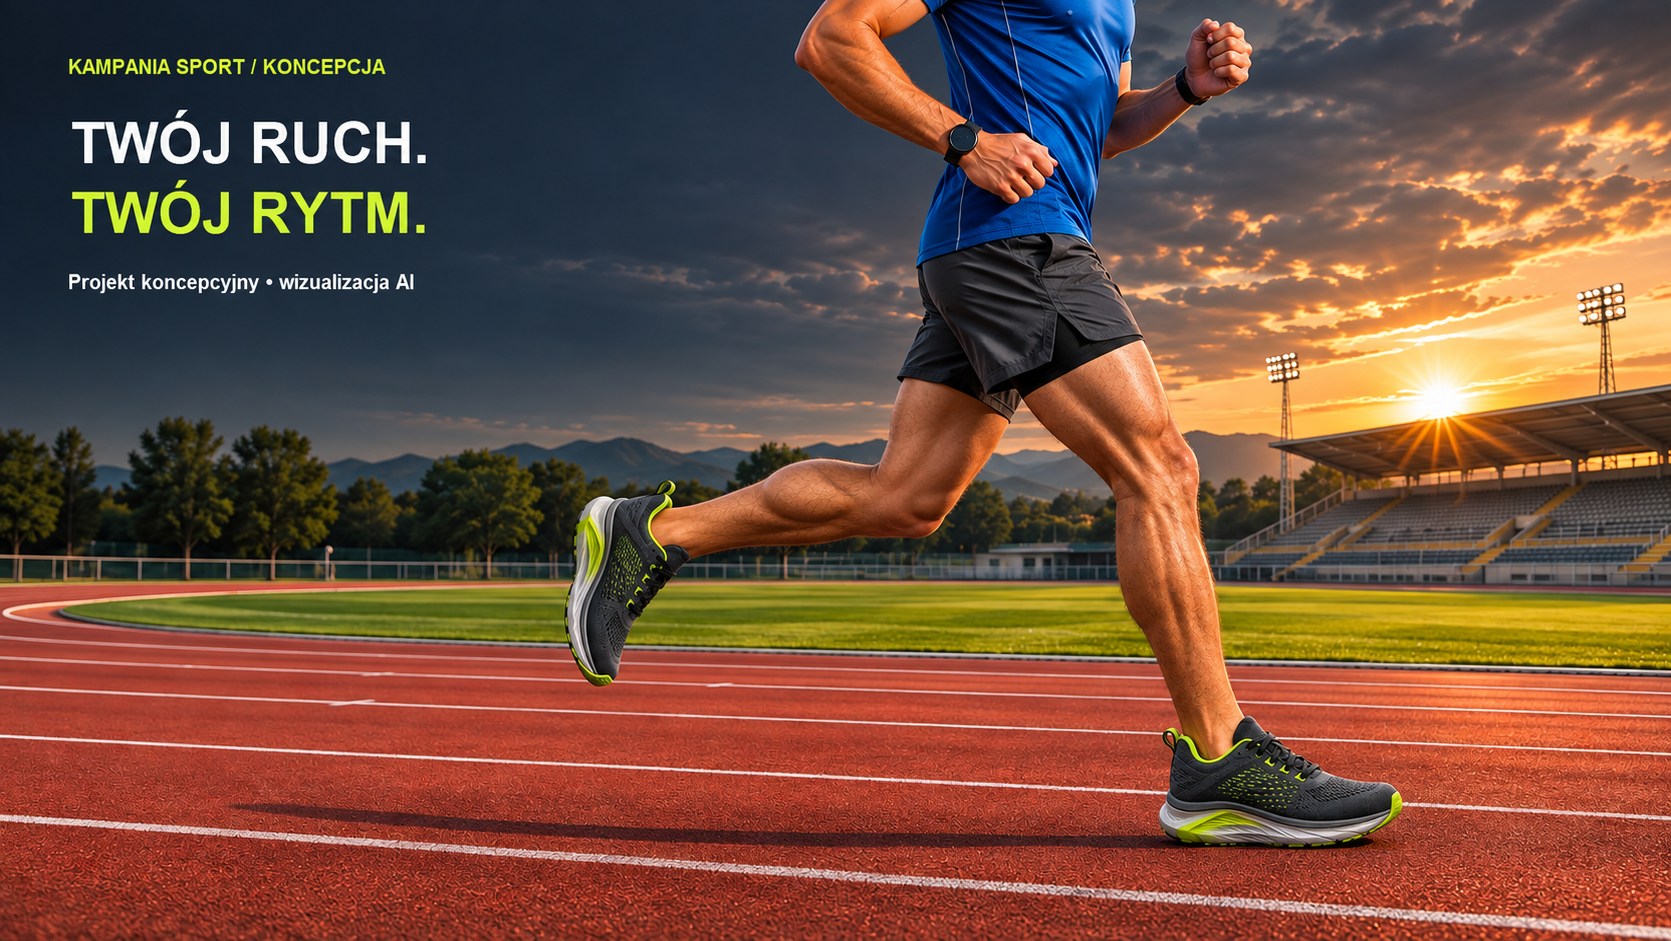 KAMPANIA SPORT / KONCEPCJA
TWÓJ RUCH.
TWÓJ RYTM.
Projekt koncepcyjny • wizualizacja AI